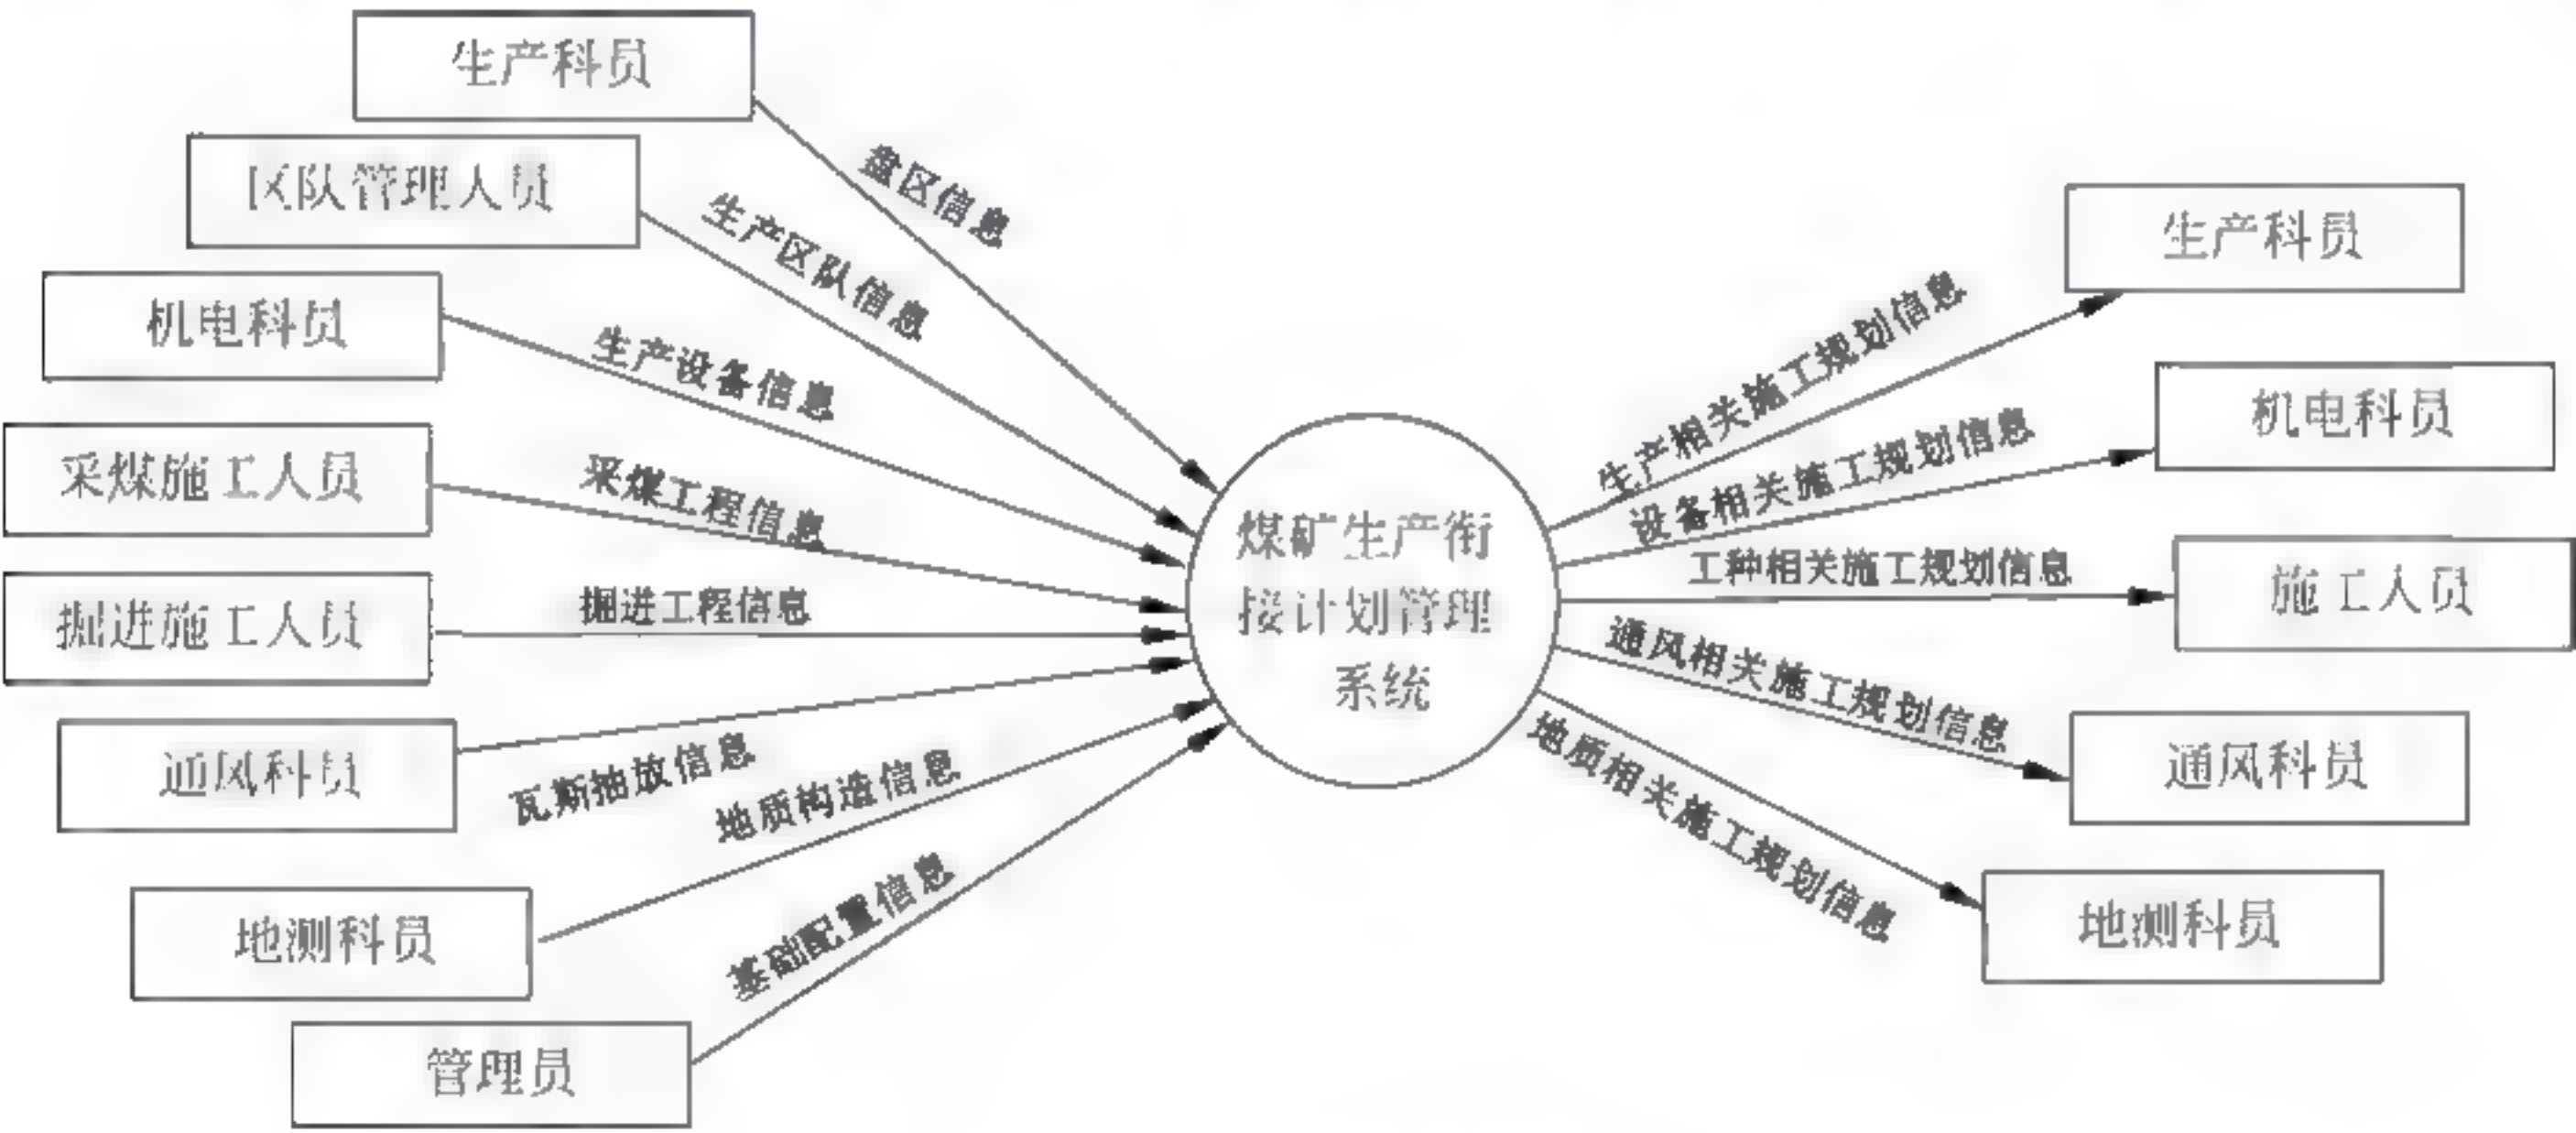 生产科员
区队管理人员
机电科员
采煤施工人员
掘进施工人员
通风科员
地测科员
管理员
盘区信息
生产区队信息
生产设备信息
采煤工程信息
掘进工程信息
瓦斯抽放信息
地质构造信息
基础配置信息
煤矿生产衔
接计划管理
系统
生产相关施工规划信息
设备相关施工规划信息
工种相关施工规划信息
通风相关施工规划信息
地质相关施工规划信息
生产科员
机电科员
施工人员
通风科员
地测科员